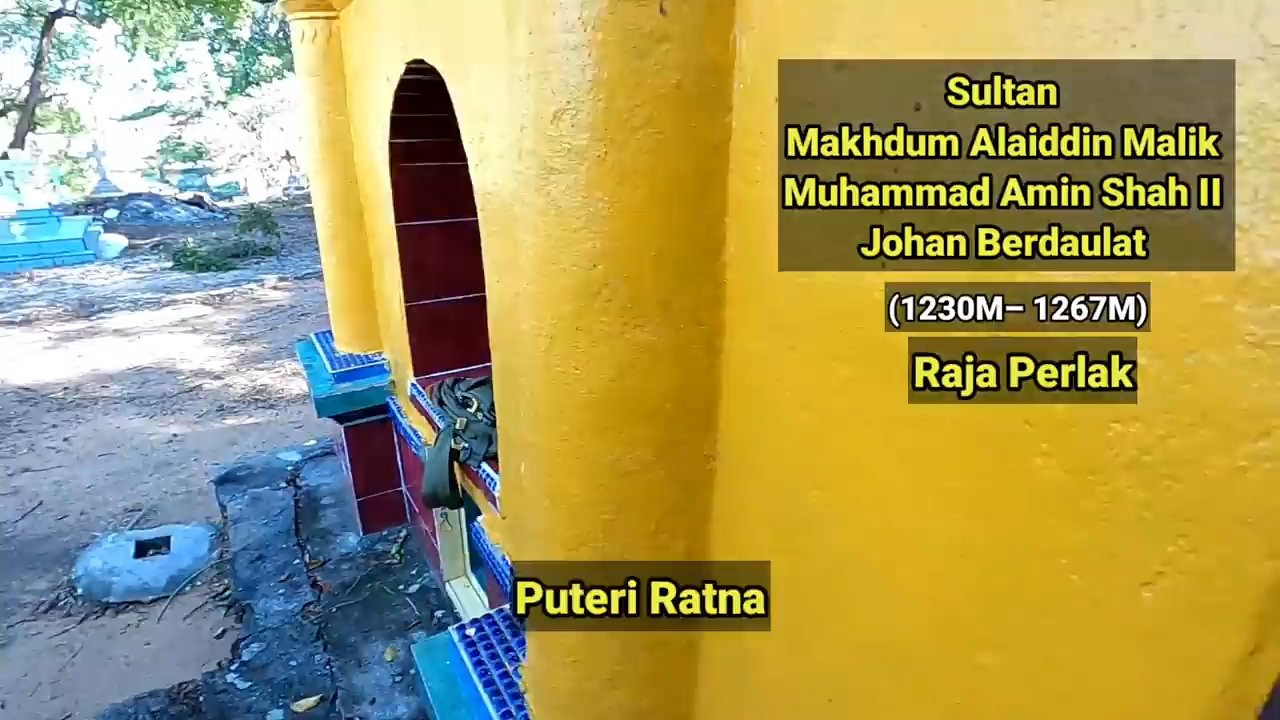 Sultan
Makhdum Alaiddin Malik
Muhammad Amin Shah II
Johan Berdaulat
(1230M– 1267M)
Raja Perlak
Puteri Ratna